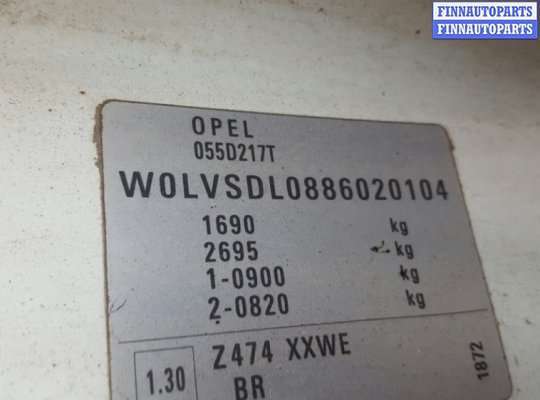 FINNAUTOPARTS
FINNAUTOPARTS
OPEL
055D217T
W0LVSDL0886020104
1690 kg
2695 kg
1-0900 kg
2-0820 kg
1.30 Z474 XXWE
BR
1872